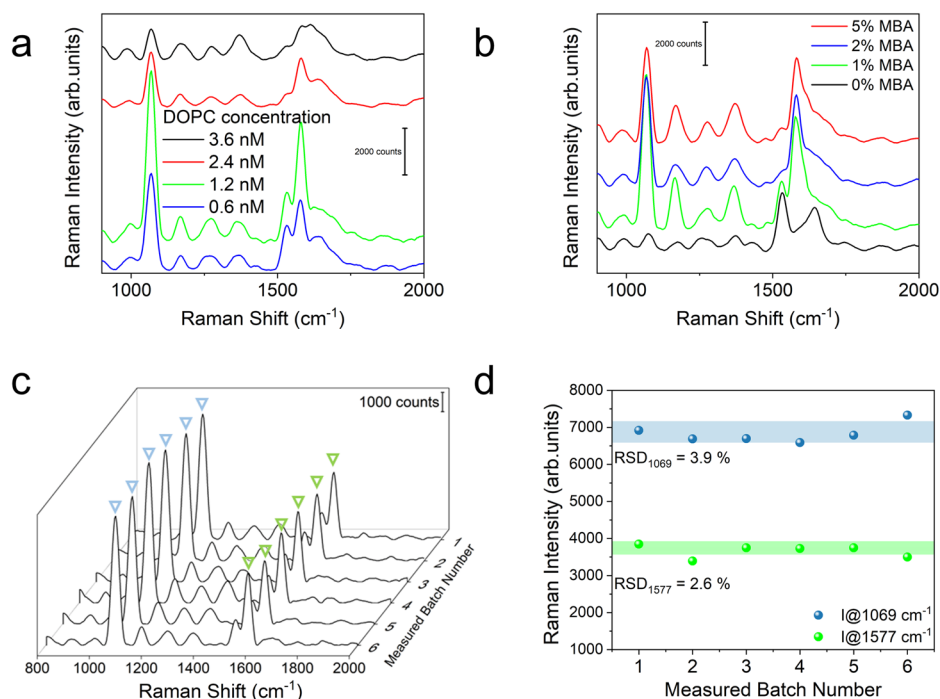 a
Raman Intensity (arb.units)
DOPC concentration
3.6 nM
2.4 nM
1.2 nM
0.6 nM
2000 counts
1000 1500 2000
Raman Shift (cm⁻¹)
b
Raman Intensity (arb.units)
2000 counts
5% MBA
2% MBA
1% MBA
0% MBA
1000 1500 2000
Raman Shift (cm⁻¹)
c
1000 counts
1
2
3
4
5
6
Measured Batch Number
800 1000 1200 1400 1600 1800 2000
Raman Shift (cm⁻¹)
d
Raman Intensity (arb.units)
8000
7000
6000
5000
4000
3000
2000
1000
RSD₁₀₆₉ = 3.9 %
RSD₁₅₇₇ = 2.6 %
I@1069 cm⁻¹
I@1577 cm⁻¹
1 2 3 4 5 6
Measured Batch Number